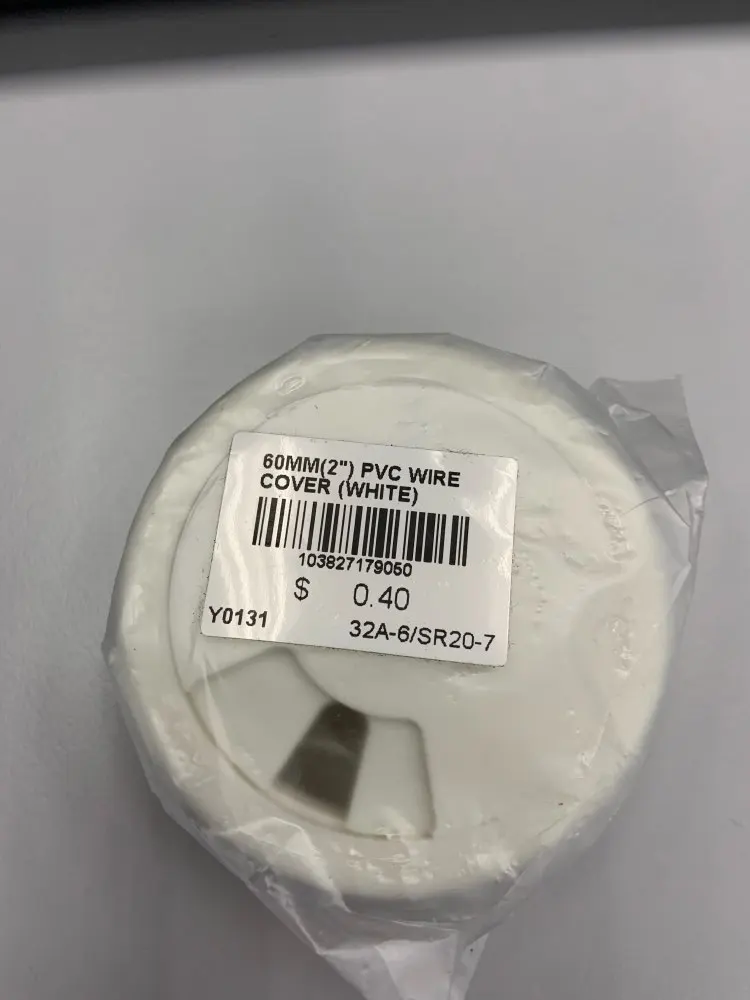 60MM(2") PVC WIRE
COVER (WHITE)
103827179050
$ 0.40
Y0131
32A-6/SR20-7